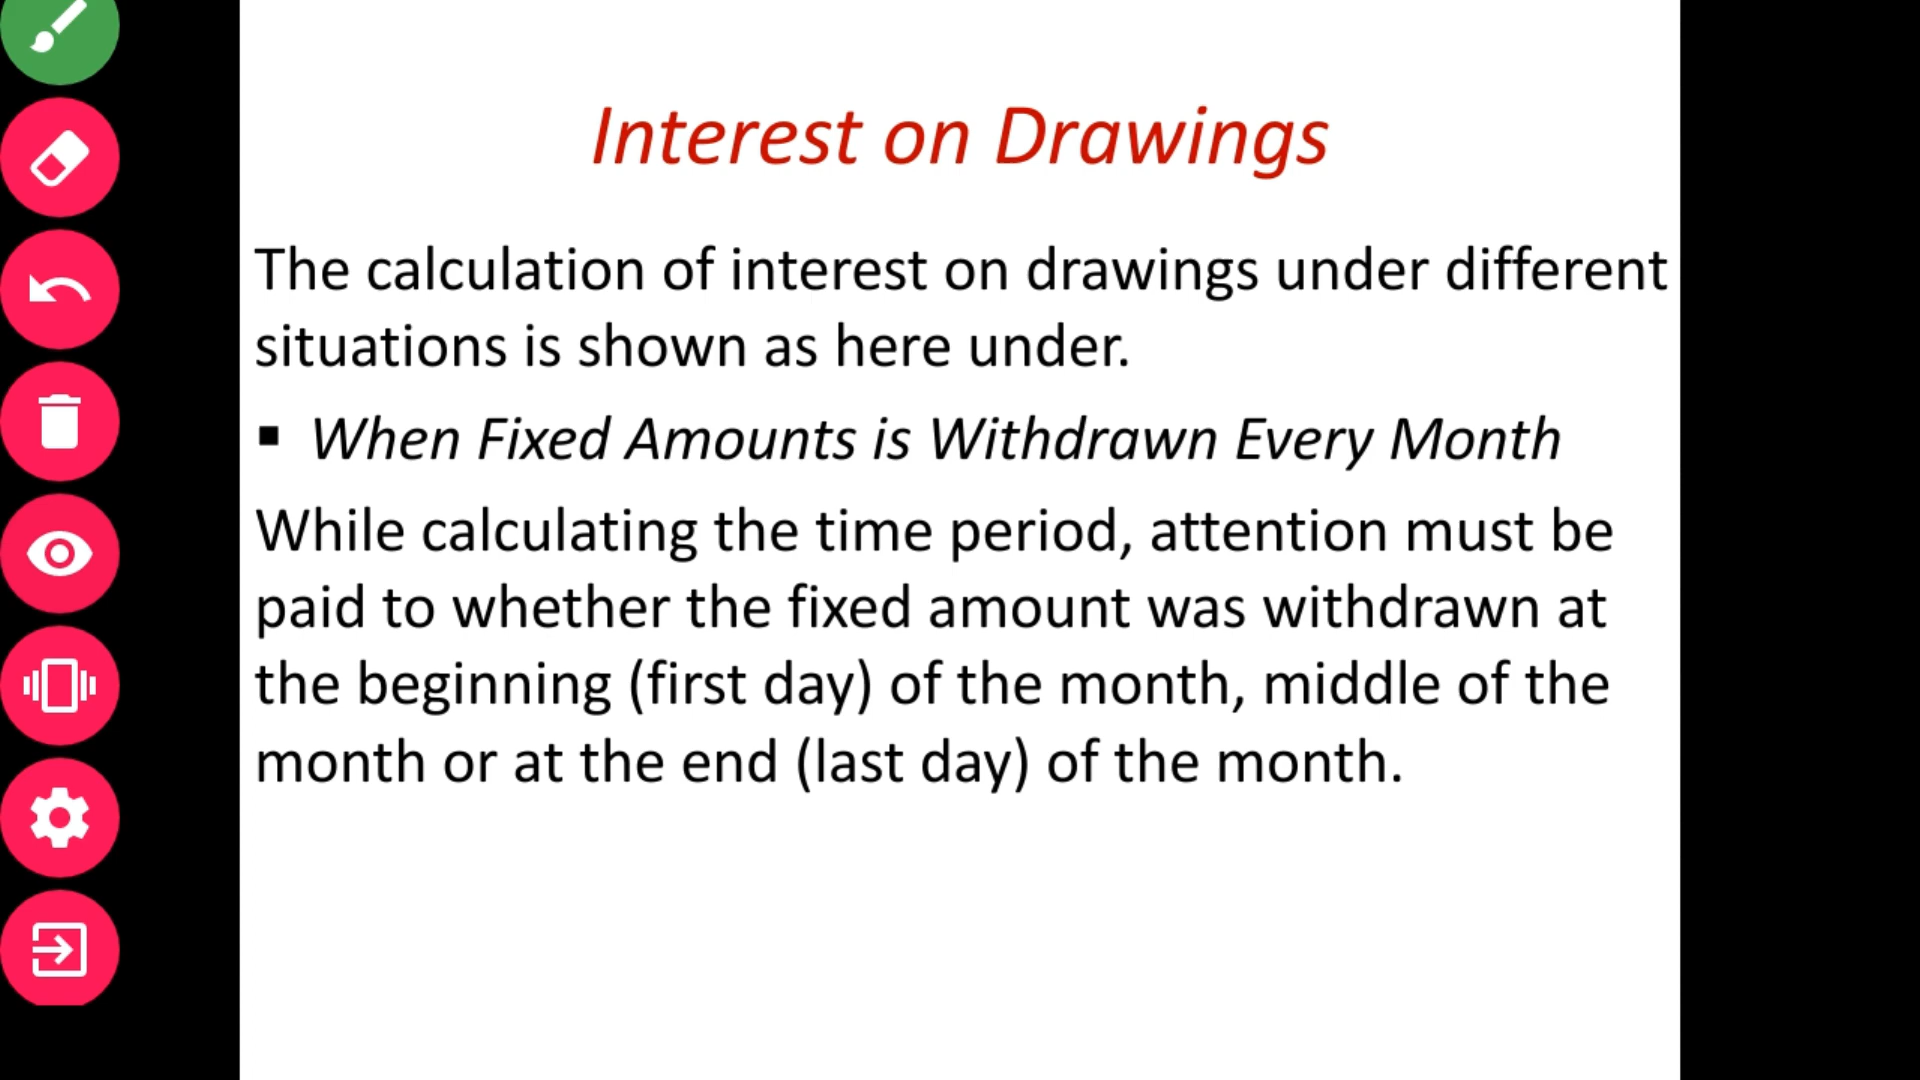 Interest on Drawings
The calculation of interest on drawings under different
situations is shown as here under.
▪ When Fixed Amounts is Withdrawn Every Month
While calculating the time period, attention must be
paid to whether the fixed amount was withdrawn at
the beginning (first day) of the month, middle of the
month or at the end (last day) of the month.